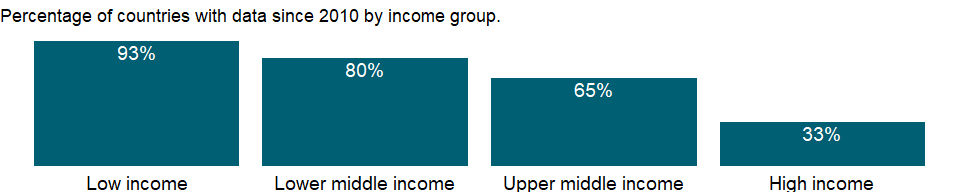 Percentage of countries with data since 2010 by income group.
93%
80%
65%
33%
Low income
Lower middle income
Upper middle income
High income